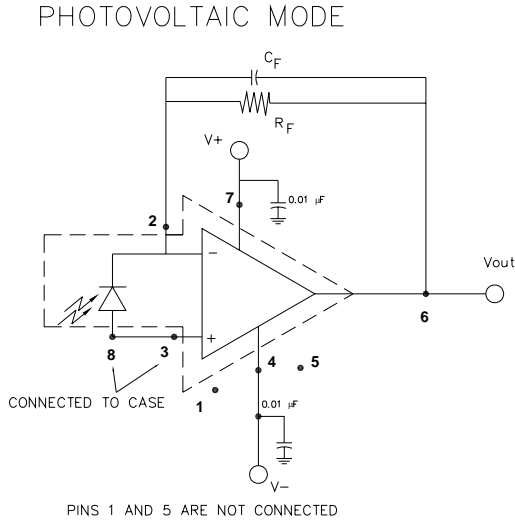 PHOTOVOLTAIC MODE
CF
RF
V+
7
0.01 µF
2
−
Vout
+
6
8
3
4
5
CONNECTED TO CASE
1
0.01 µF
V−
PINS 1 AND 5 ARE NOT CONNECTED